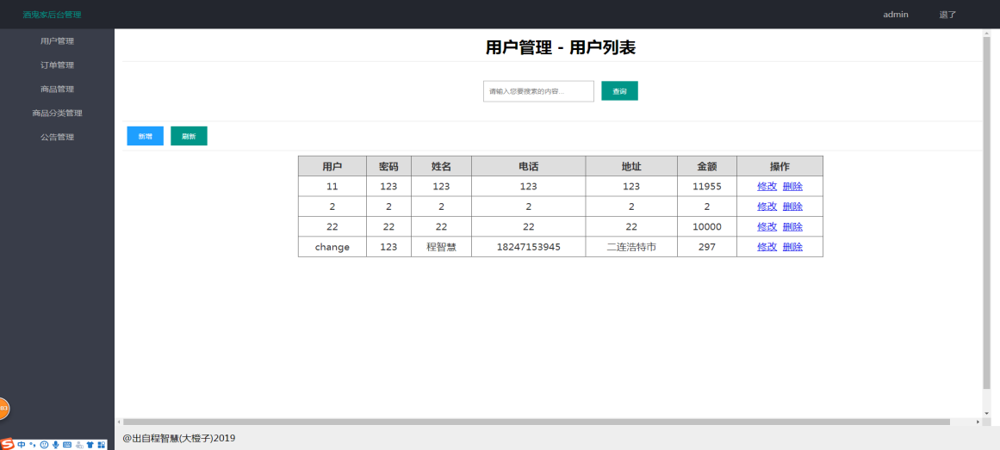 酒鬼家后台管理 admin 退了
用户管理
订单管理
商品管理
商品分类管理
公告管理
用户管理 - 用户列表
请输入您要搜索的内容... 查询
新增 刷新
用户 密码 姓名 电话 地址 金额 操作
11 123 123 123 123 11955 修改 删除
2 2 2 2 2 2 修改 删除
22 22 22 22 22 10000 修改 删除
change 123 程智慧 18247153945 二连浩特市 297 修改 删除
@出自程智慧(大橙子)2019
中